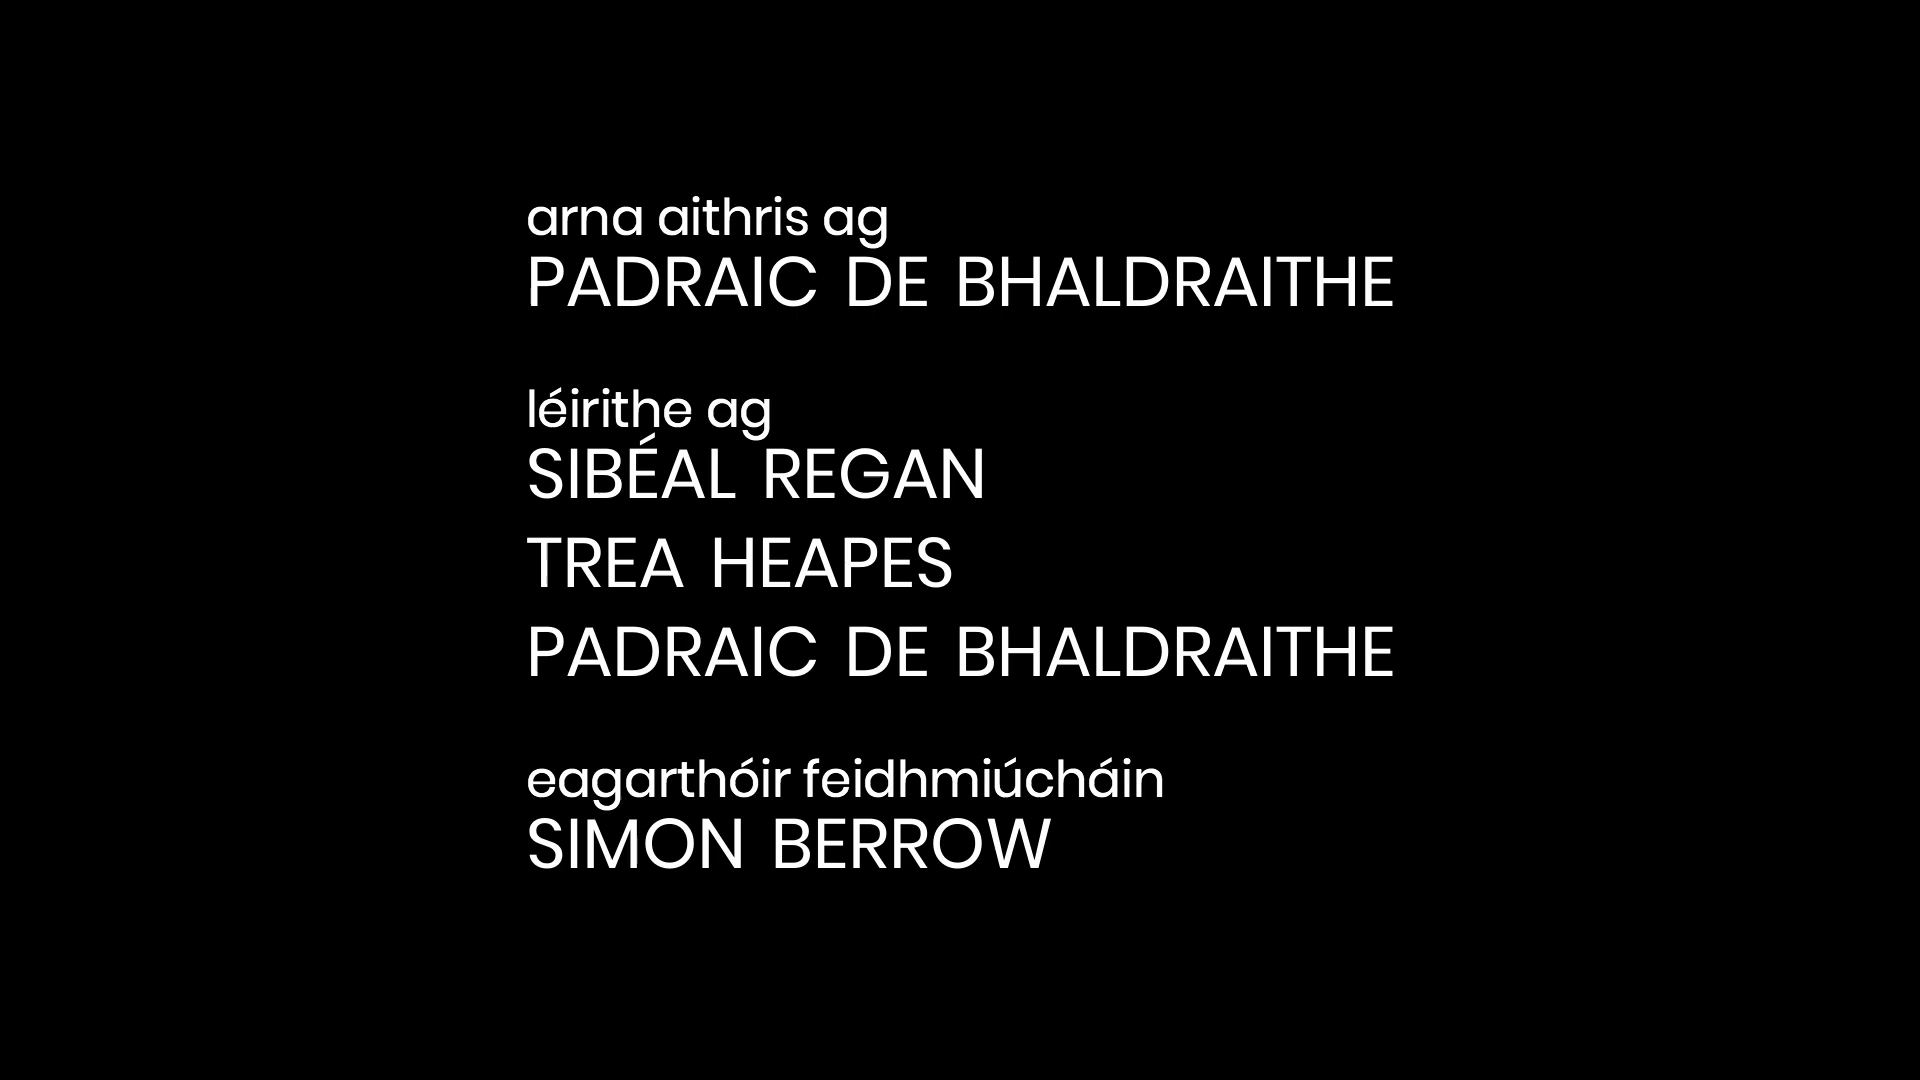 arna aithris ag
PADRAIC DE BHALDRAITHE
léirithe ag
SIBÉAL REGAN
TREA HEAPES
PADRAIC DE BHALDRAITHE
eagarthóir feidhmiúcháin
SIMON BERROW